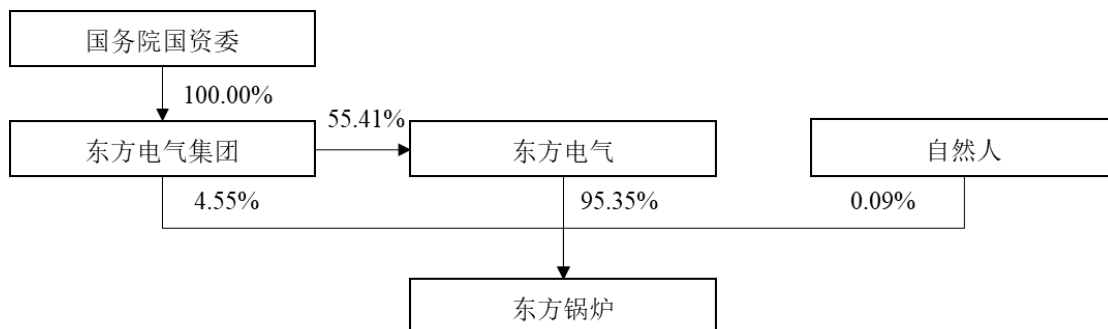 国务院国资委
100.00%
55.41%
东方电气集团
东方电气
自然人
4.55%
95.35%
0.09%
东方锅炉